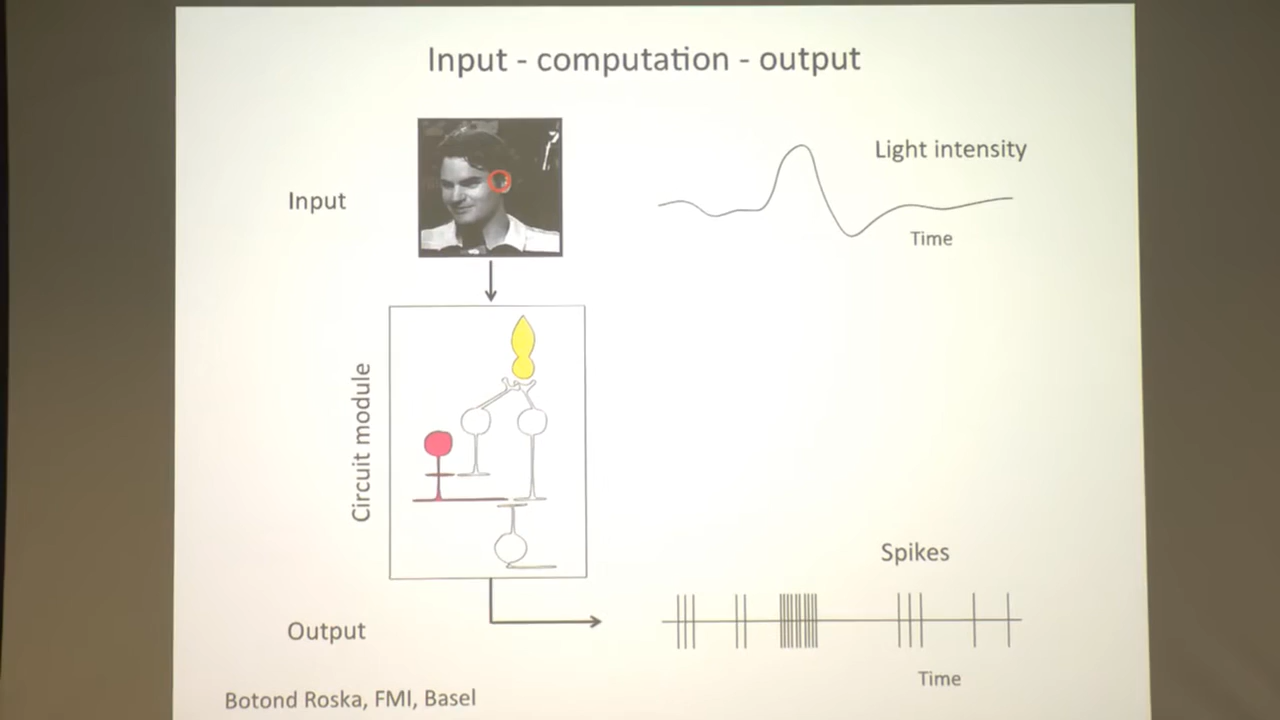 Input - computation - output
Input
Light intensity
Time
Circuit module
Spikes
Output
Time
Botond Roska, FMI, Basel